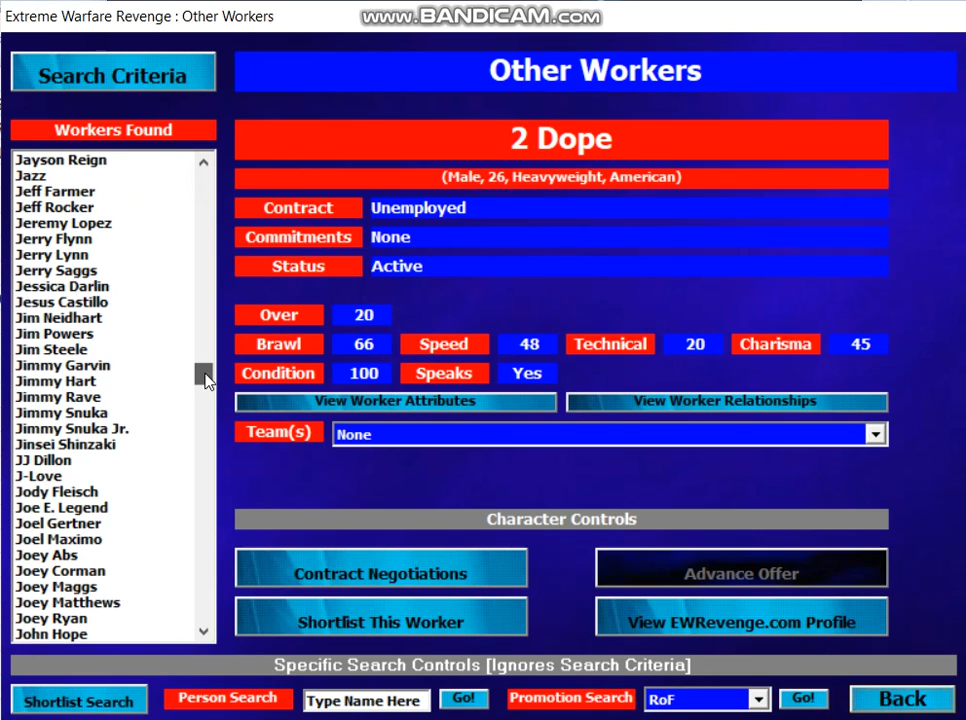 Extreme Warfare Revenge : Other Workers
WWW.BANDICAM.COM
Search Criteria
Other Workers
Workers Found
Jayson Reign
Jazz
Jeff Farmer
Jeff Rocker
Jeremy Lopez
Jerry Flynn
Jerry Lynn
Jerry Saggs
Jessica Darlin
Jesus Castillo
Jim Neidhart
Jim Powers
Jim Steele
Jimmy Garvin
Jimmy Hart
Jimmy Rave
Jimmy Snuka
Jimmy Snuka Jr.
Jinsei Shinzaki
JJ Dillon
J-Love
Jody Fleisch
Joe E. Legend
Joel Gertner
Joel Maximo
Joey Abs
Joey Corman
Joey Maggs
Joey Matthews
Joey Ryan
John Hope
2 Dope
(Male, 26, Heavyweight, American)
Contract Unemployed
Commitments None
Status Active
Over 20
Brawl 66 Speed 48 Technical 20 Charisma 45
Condition 100 Speaks Yes
View Worker Attributes View Worker Relationships
Team(s) None
Character Controls
Contract Negotiations Advance Offer
Shortlist This Worker View EWRevenge.com Profile
Specific Search Controls [Ignores Search Criteria]
Shortlist Search Person Search Type Name Here Go! Promotion Search RoF Go! Back